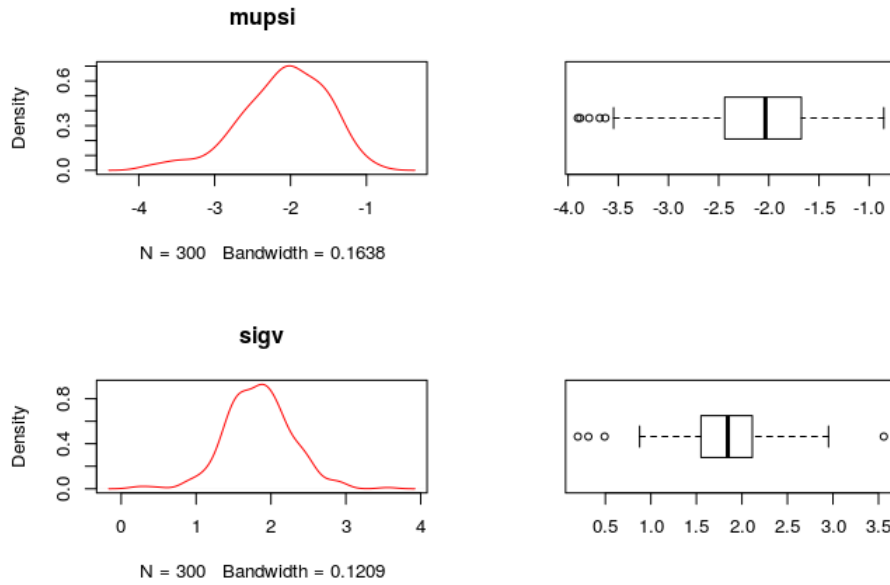 mupsi
Density
0.0 0.3 0.6
-4 -3 -2 -1
N = 300 Bandwidth = 0.1638
-4.0 -3.5 -3.0 -2.5 -2.0 -1.5 -1.0
sigv
Density
0.0 0.4 0.8
0 1 2 3 4
N = 300 Bandwidth = 0.1209
0.5 1.0 1.5 2.0 2.5 3.0 3.5